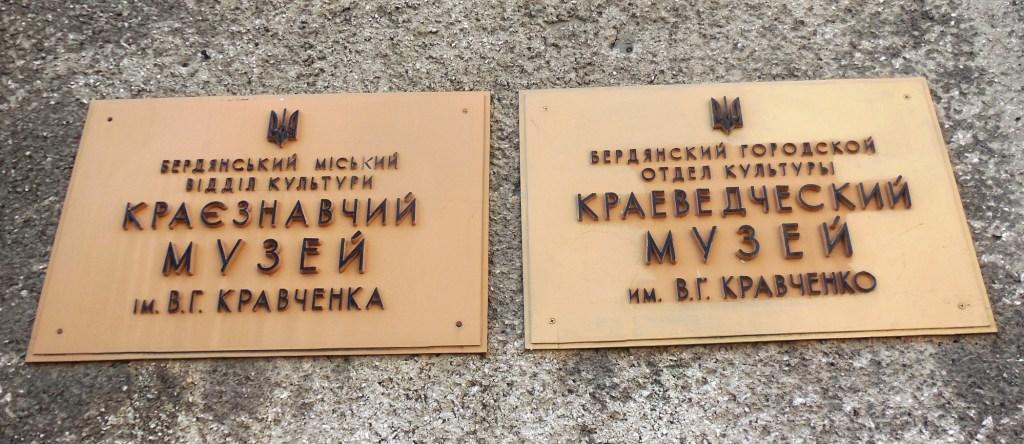 БЕРДЯНСЬКИЙ МІСЬКИЙ
ВІДДІЛ КУЛЬТУРИ
КРАЄЗНАВЧИЙ
МУЗЕЙ
ІМ. В.Г. КРАВЧЕНКА
БЕРДЯНСКИЙ ГОРОДСКОЙ
ОТДЕЛ КУЛЬТУРЫ
КРАЕВЕДЧЕСКИЙ
МУЗЕЙ
ИМ. В.Г. КРАВЧЕНКО